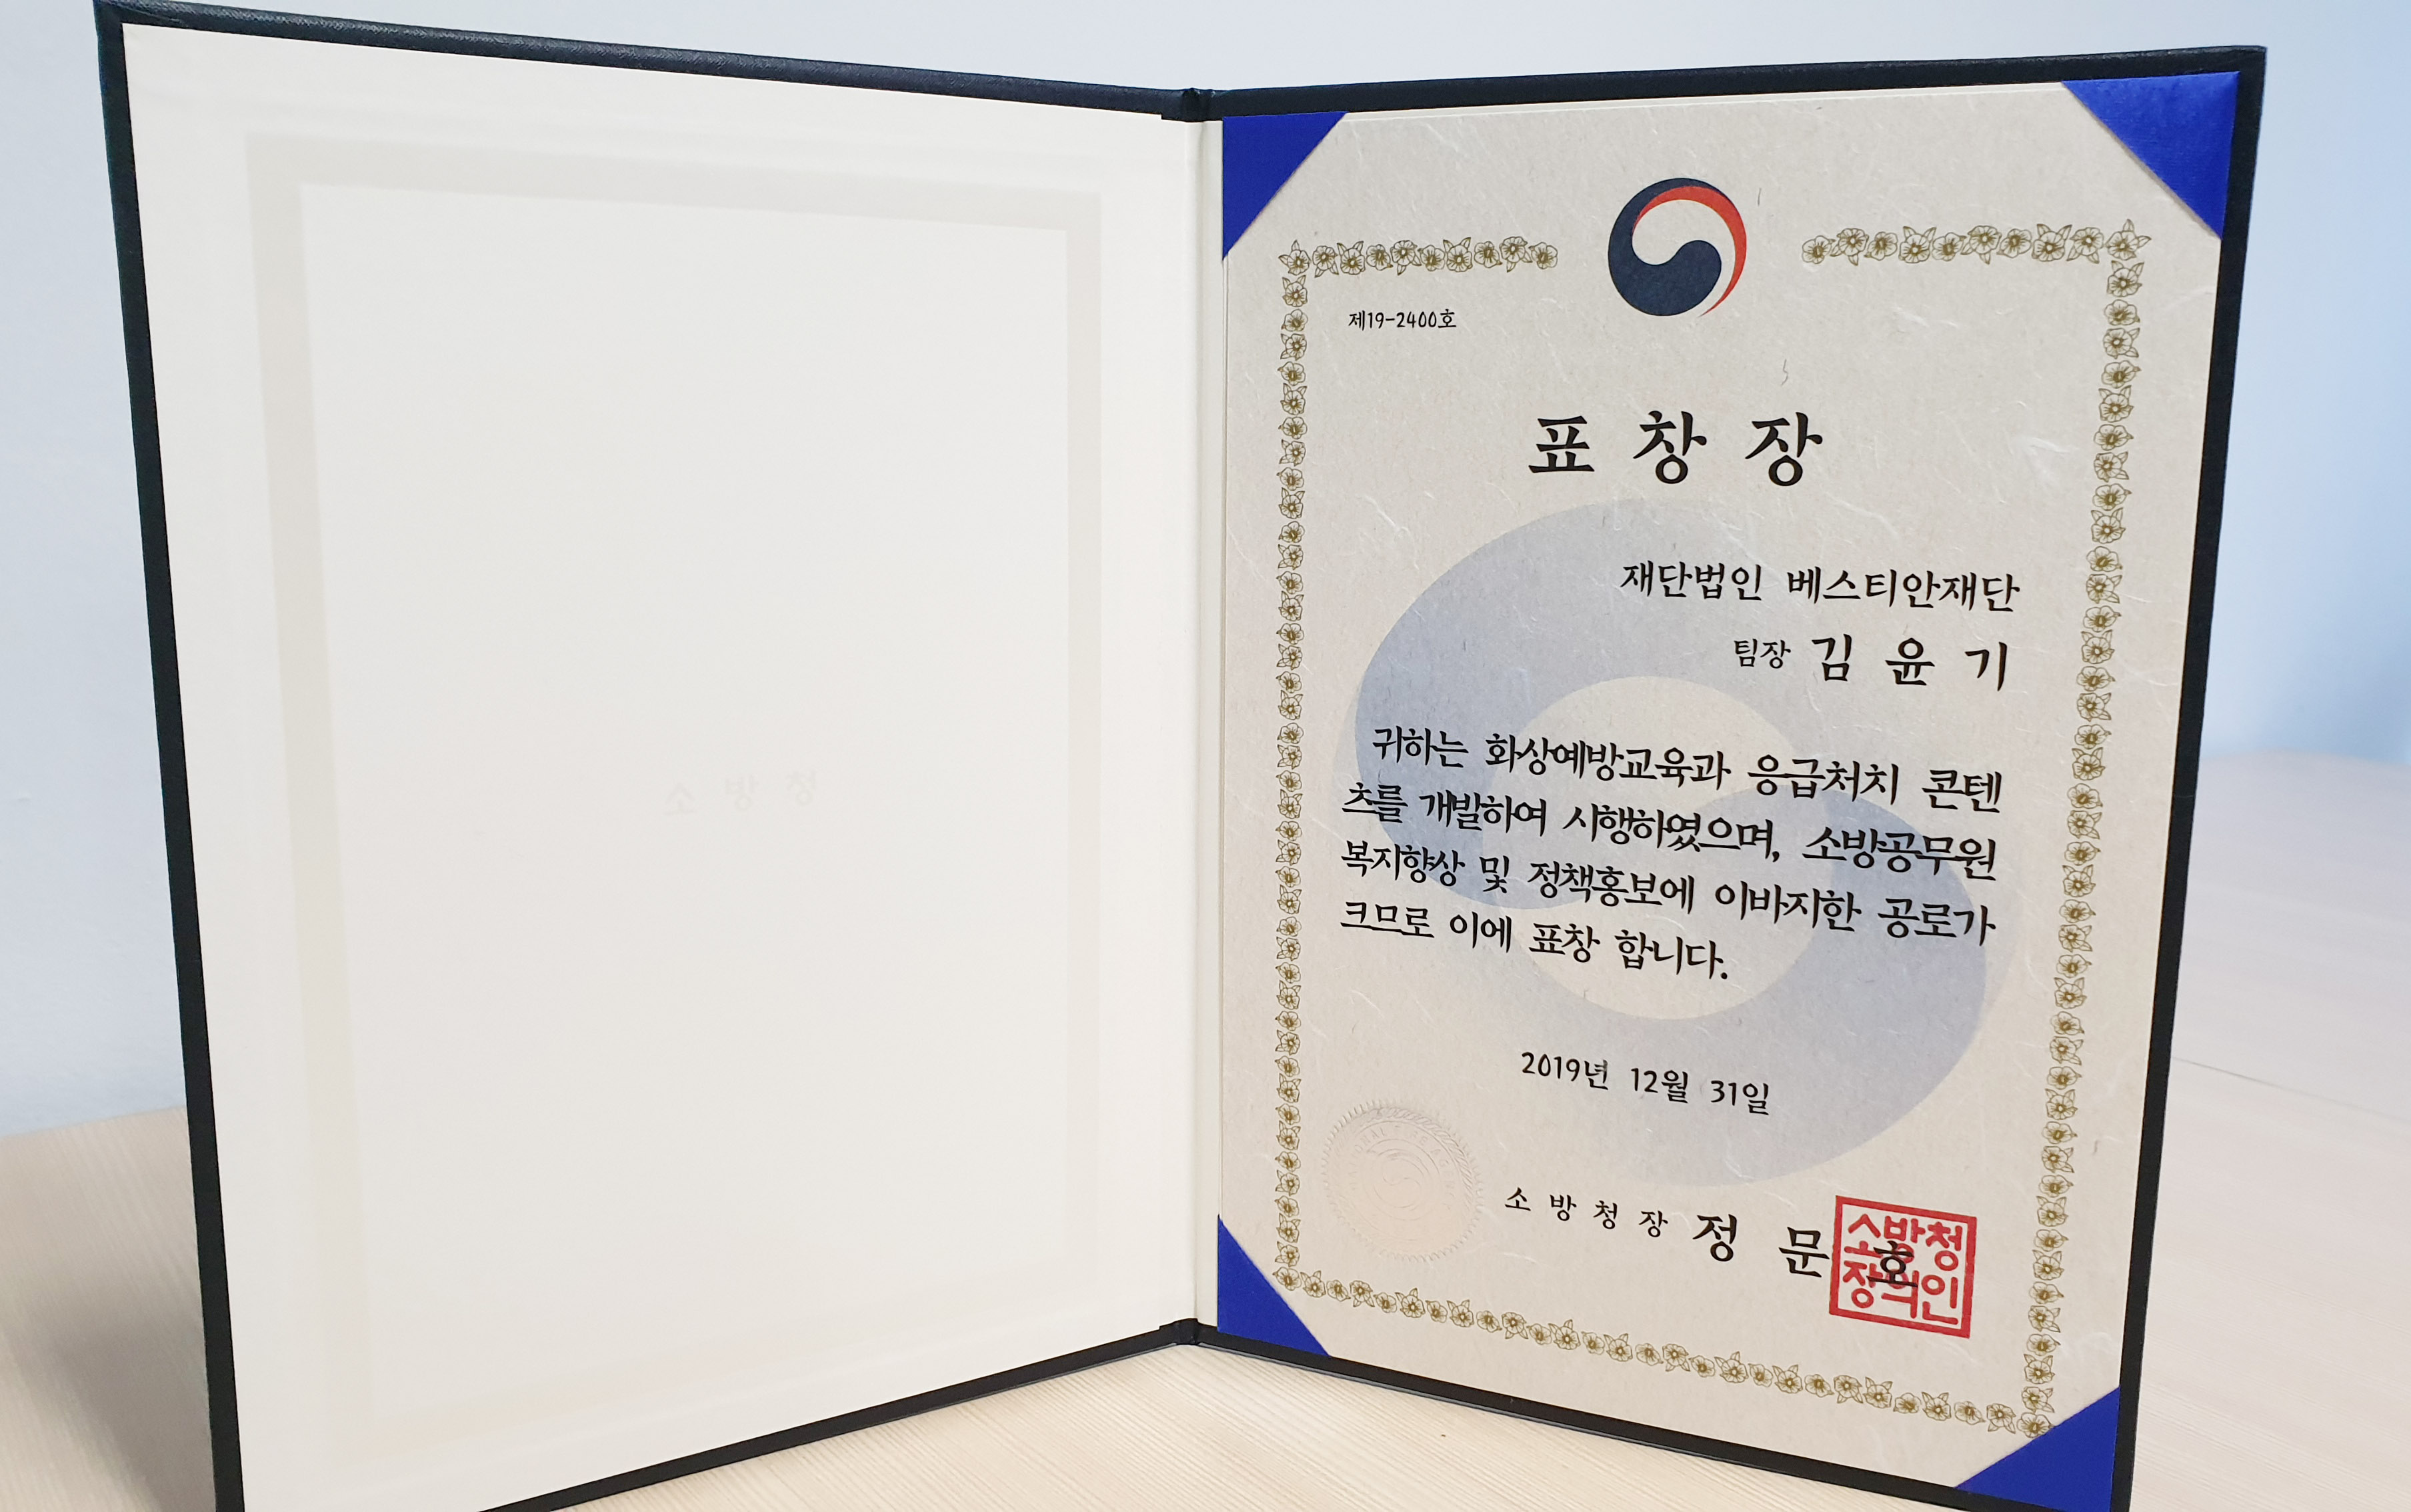 제19-2400호
표 창 장
재단법인 베스티안재단
팀장 김 윤 기
귀하는 화상예방교육과 응급처치 콘텐
츠를 개발하여 시행하였으며, 소방공무원
복지향상 및 정책홍보에 이바지한 공로가
크므로 이에 표창 합니다.
2019년 12월 31일
소 방 청 장 정 문 호
소방청
장의인
소 방 청